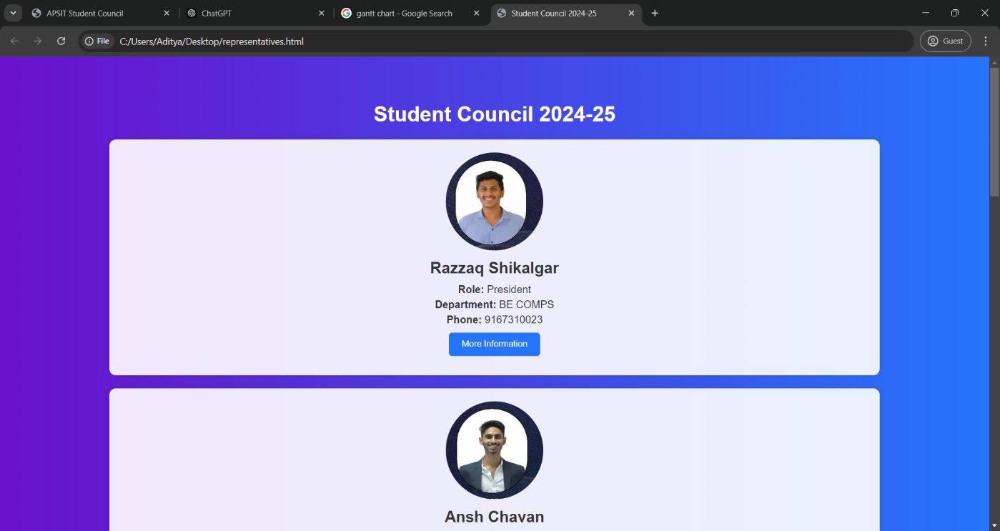 APSIT Student Council
ChatGPT
gantt chart - Google Search
Student Council 2024-25
File
C:/Users/Aditya/Desktop/representatives.html
Guest
Student Council 2024-25
Razzaq Shikalgar
Role: President
Department: BE COMPS
Phone: 9167310023
More Information
Ansh Chavan